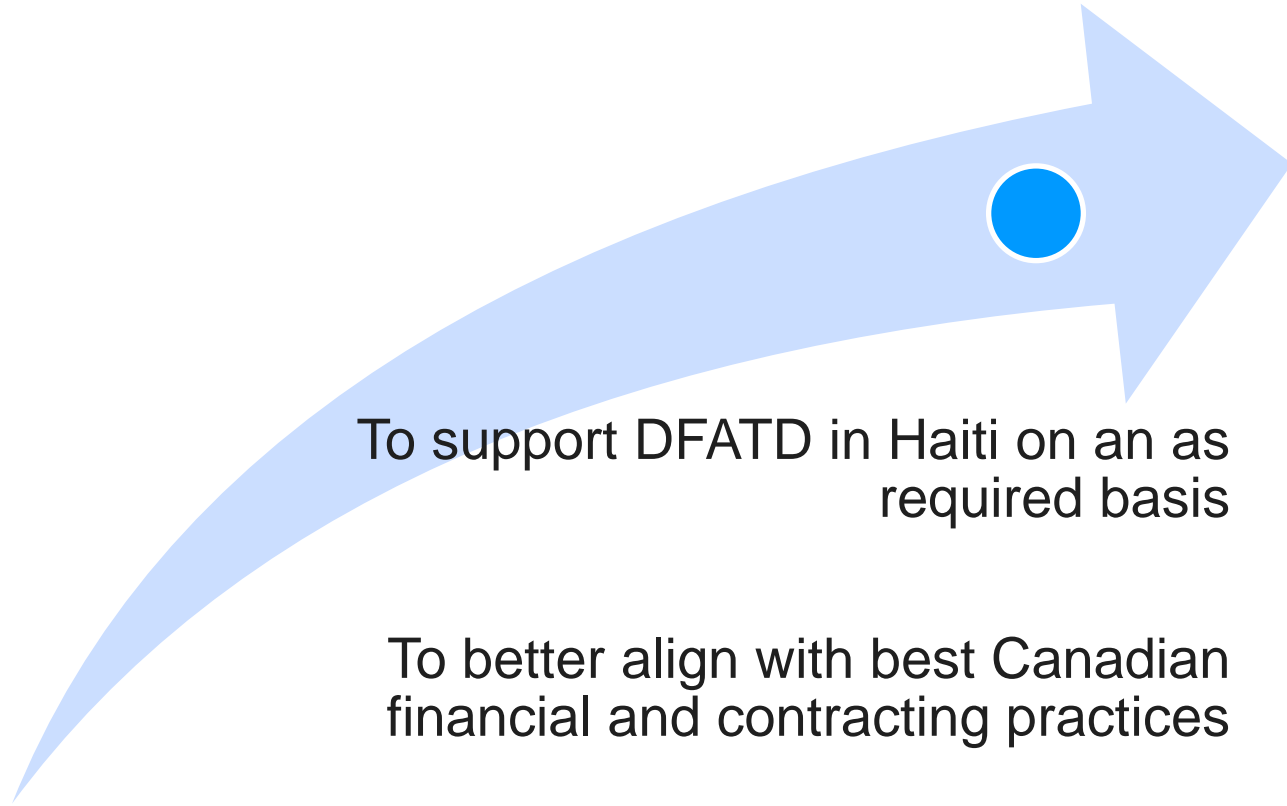 To support DFATD in Haiti on an as
required basis
To better align with best Canadian
financial and contracting practices